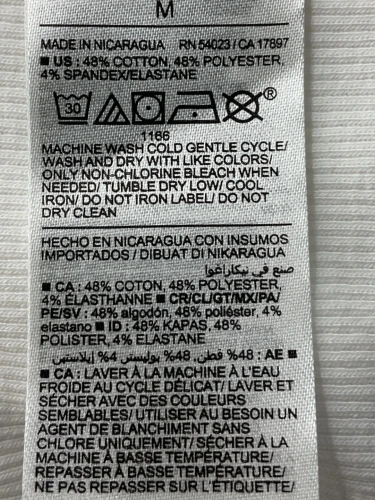 M
MADE IN NICARAGUA RN 54023 / CA 17897
■ US : 48% COTTON, 48% POLYESTER,
4% SPANDEX/ELASTANE
30 ®
1166
MACHINE WASH COLD GENTLE CYCLE/
WASH AND DRY WITH LIKE COLORS/
ONLY NON-CHLORINE BLEACH WHEN
NEEDED/ TUMBLE DRY LOW/ COOL
IRON/ DO NOT IRON LABEL/ DO NOT
DRY CLEAN
HECHO EN NICARAGUA CON INSUMOS
IMPORTADOS / DIBUAT DI NIKARAGUA
صنع في نيكاراغوا
■ CA : 48% COTON, 48% POLYESTER,
4% ÉLASTHANNE ■ CR/CL/GT/MX/PA/
PE/SV : 48% algodón, 48% poliéster, 4%
elastano ■ ID : 48% KAPAS, 48%
POLISTER, 4% ELASTANE
■ AE : 48% قطن, 48% بوليستر, 4% إيلاستين
■ CA : LAVER À LA MACHINE À L'EAU
FROIDE AU CYCLE DÉLICAT/ LAVER ET
SÉCHER AVEC DES COULEURS
SEMBLABLES/ UTILISER AU BESOIN UN
AGENT DE BLANCHIMENT SANS
CHLORE UNIQUEMENT/ SÉCHER À LA
MACHINE À BASSE TEMPÉRATURE/
REPASSER À BASSE TEMPÉRATURE/
NE PAS REPASSER SUR L'ÉTIQUETTE/